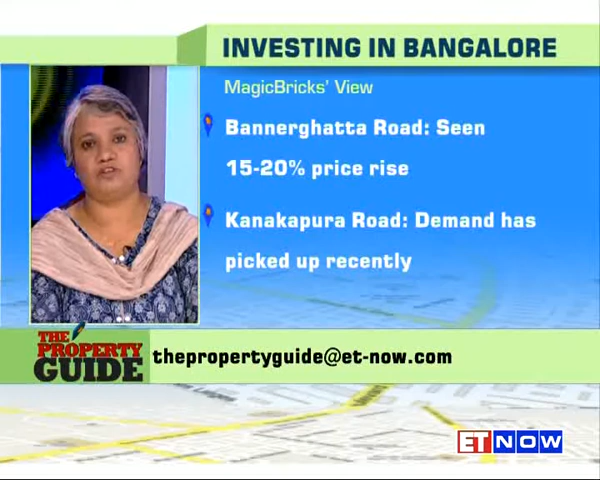 INVESTING IN BANGALORE
MagicBricks' View
Bannerghatta Road: Seen
15-20% price rise
Kanakapura Road: Demand has
picked up recently
THE
PROPERTY
GUIDE
thepropertyguide@et-now.com
ET NOW